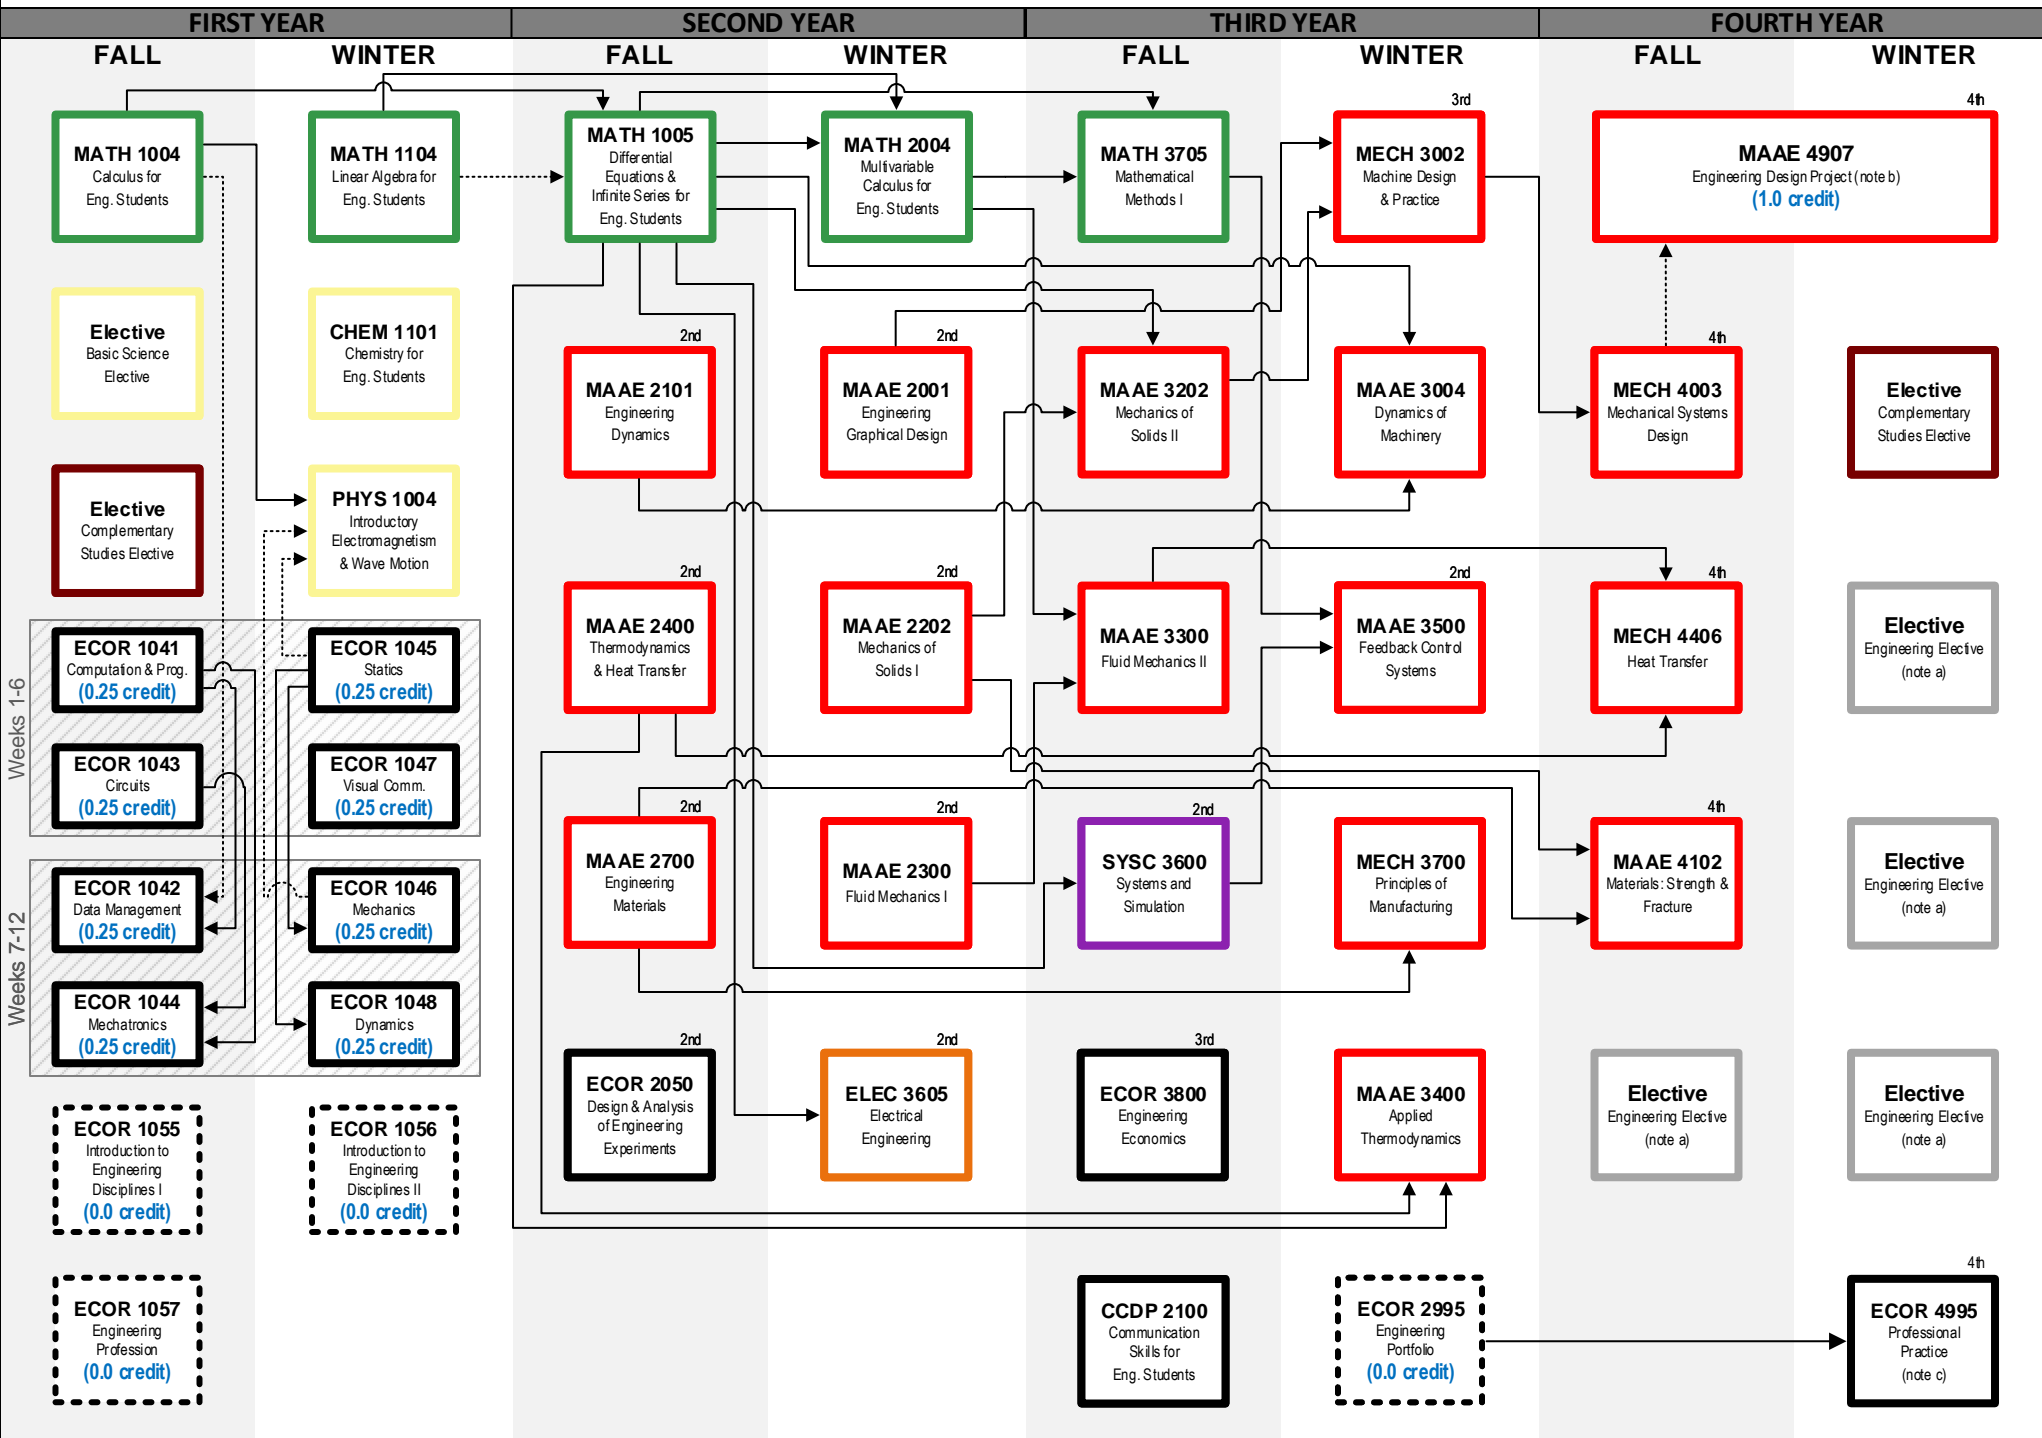 FIRST YEAR
SECOND YEAR
THIRD YEAR
FOURTH YEAR
FALL
WINTER
FALL
WINTER
FALL
WINTER
FALL
WINTER
MATH 1004
Calculus for
Eng. Students
MATH 1104
Linear Algebra for
Eng. Students
MATH 1005
Differential
Equations &
Infinite Series for
Eng. Students
MATH 2004
Multivariable
Calculus for
Eng. Students
MATH 3705
Mathematical
Methods I
3rd
MECH 3002
Machine Design
& Practice
4th
MAAE 4907
Engineering Design Project (note b)
(1.0 credit)
Elective
Basic Science
Elective
CHEM 1101
Chemistry for
Eng. Students
2nd
MAAE 2101
Engineering
Dynamics
2nd
MAAE 2001
Engineering
Graphical Design
MAAE 3202
Mechanics of
Solids II
MAAE 3004
Dynamics of
Machinery
4th
MECH 4003
Mechanical Systems
Design
Elective
Complementary
Studies Elective
Elective
Complementary
Studies Elective
PHYS 1004
Introductory
Electromagnetism
& Wave Motion
2nd
MAAE 2400
Thermodynamics
& Heat Transfer
2nd
MAAE 2202
Mechanics of
Solids I
MAAE 3300
Fluid Mechanics II
2nd
MAAE 3500
Feedback Control
Systems
4th
MECH 4406
Heat Transfer
Elective
Engineering Elective
(note a)
Weeks 1-6
ECOR 1041
Computation & Prog.
(0.25 credit)
ECOR 1045
Statics
(0.25 credit)
ECOR 1043
Circuits
(0.25 credit)
ECOR 1047
Visual Comm.
(0.25 credit)
2nd
MAAE 2700
Engineering
Materials
2nd
MAAE 2300
Fluid Mechanics I
2nd
SYSC 3600
Systems and
Simulation
MECH 3700
Principles of
Manufacturing
4th
MAAE 4102
Materials: Strength &
Fracture
Elective
Engineering Elective
(note a)
Weeks 7-12
ECOR 1042
Data Management
(0.25 credit)
ECOR 1046
Mechanics
(0.25 credit)
ECOR 1044
Mechatronics
(0.25 credit)
ECOR 1048
Dynamics
(0.25 credit)
2nd
ECOR 2050
Design & Analysis
of Engineering
Experiments
2nd
ELEC 3605
Electrical
Engineering
3rd
ECOR 3800
Engineering
Economics
MAAE 3400
Applied
Thermodynamics
Elective
Engineering Elective
(note a)
Elective
Engineering Elective
(note a)
ECOR 1055
Introduction to
Engineering
Disciplines I
(0.0 credit)
ECOR 1056
Introduction to
Engineering
Disciplines II
(0.0 credit)
ECOR 1057
Engineering
Profession
(0.0 credit)
CCDP 2100
Communication
Skills for
Eng. Students
ECOR 2995
Engineering
Portfolio
(0.0 credit)
4th
ECOR 4995
Professional
Practice
(note c)